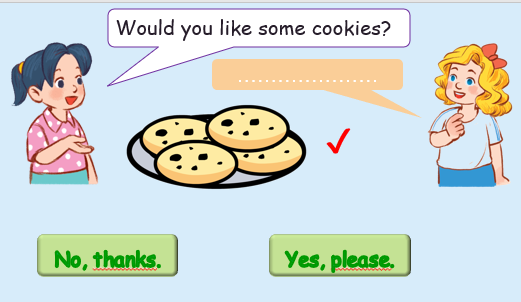 Would you like some cookies?
.....................
No, thanks.
Yes, please.